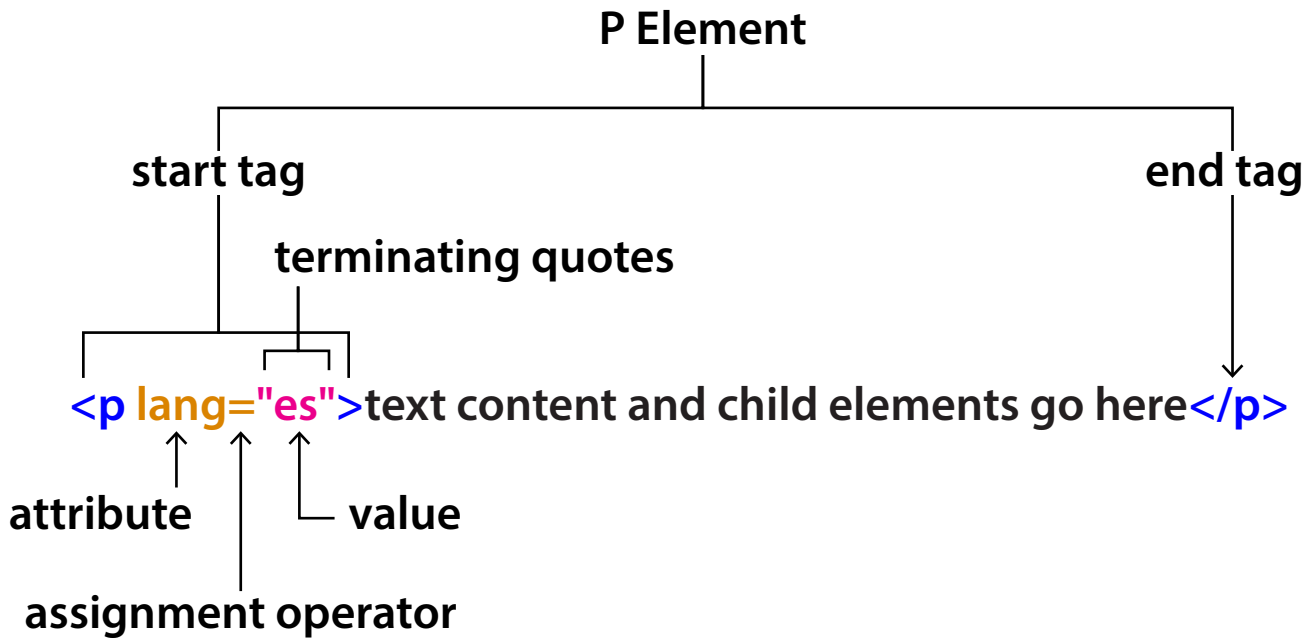 P Element
start tag
end tag
terminating quotes
<p lang="es">text content and child elements go here</p>
attribute
value
assignment operator